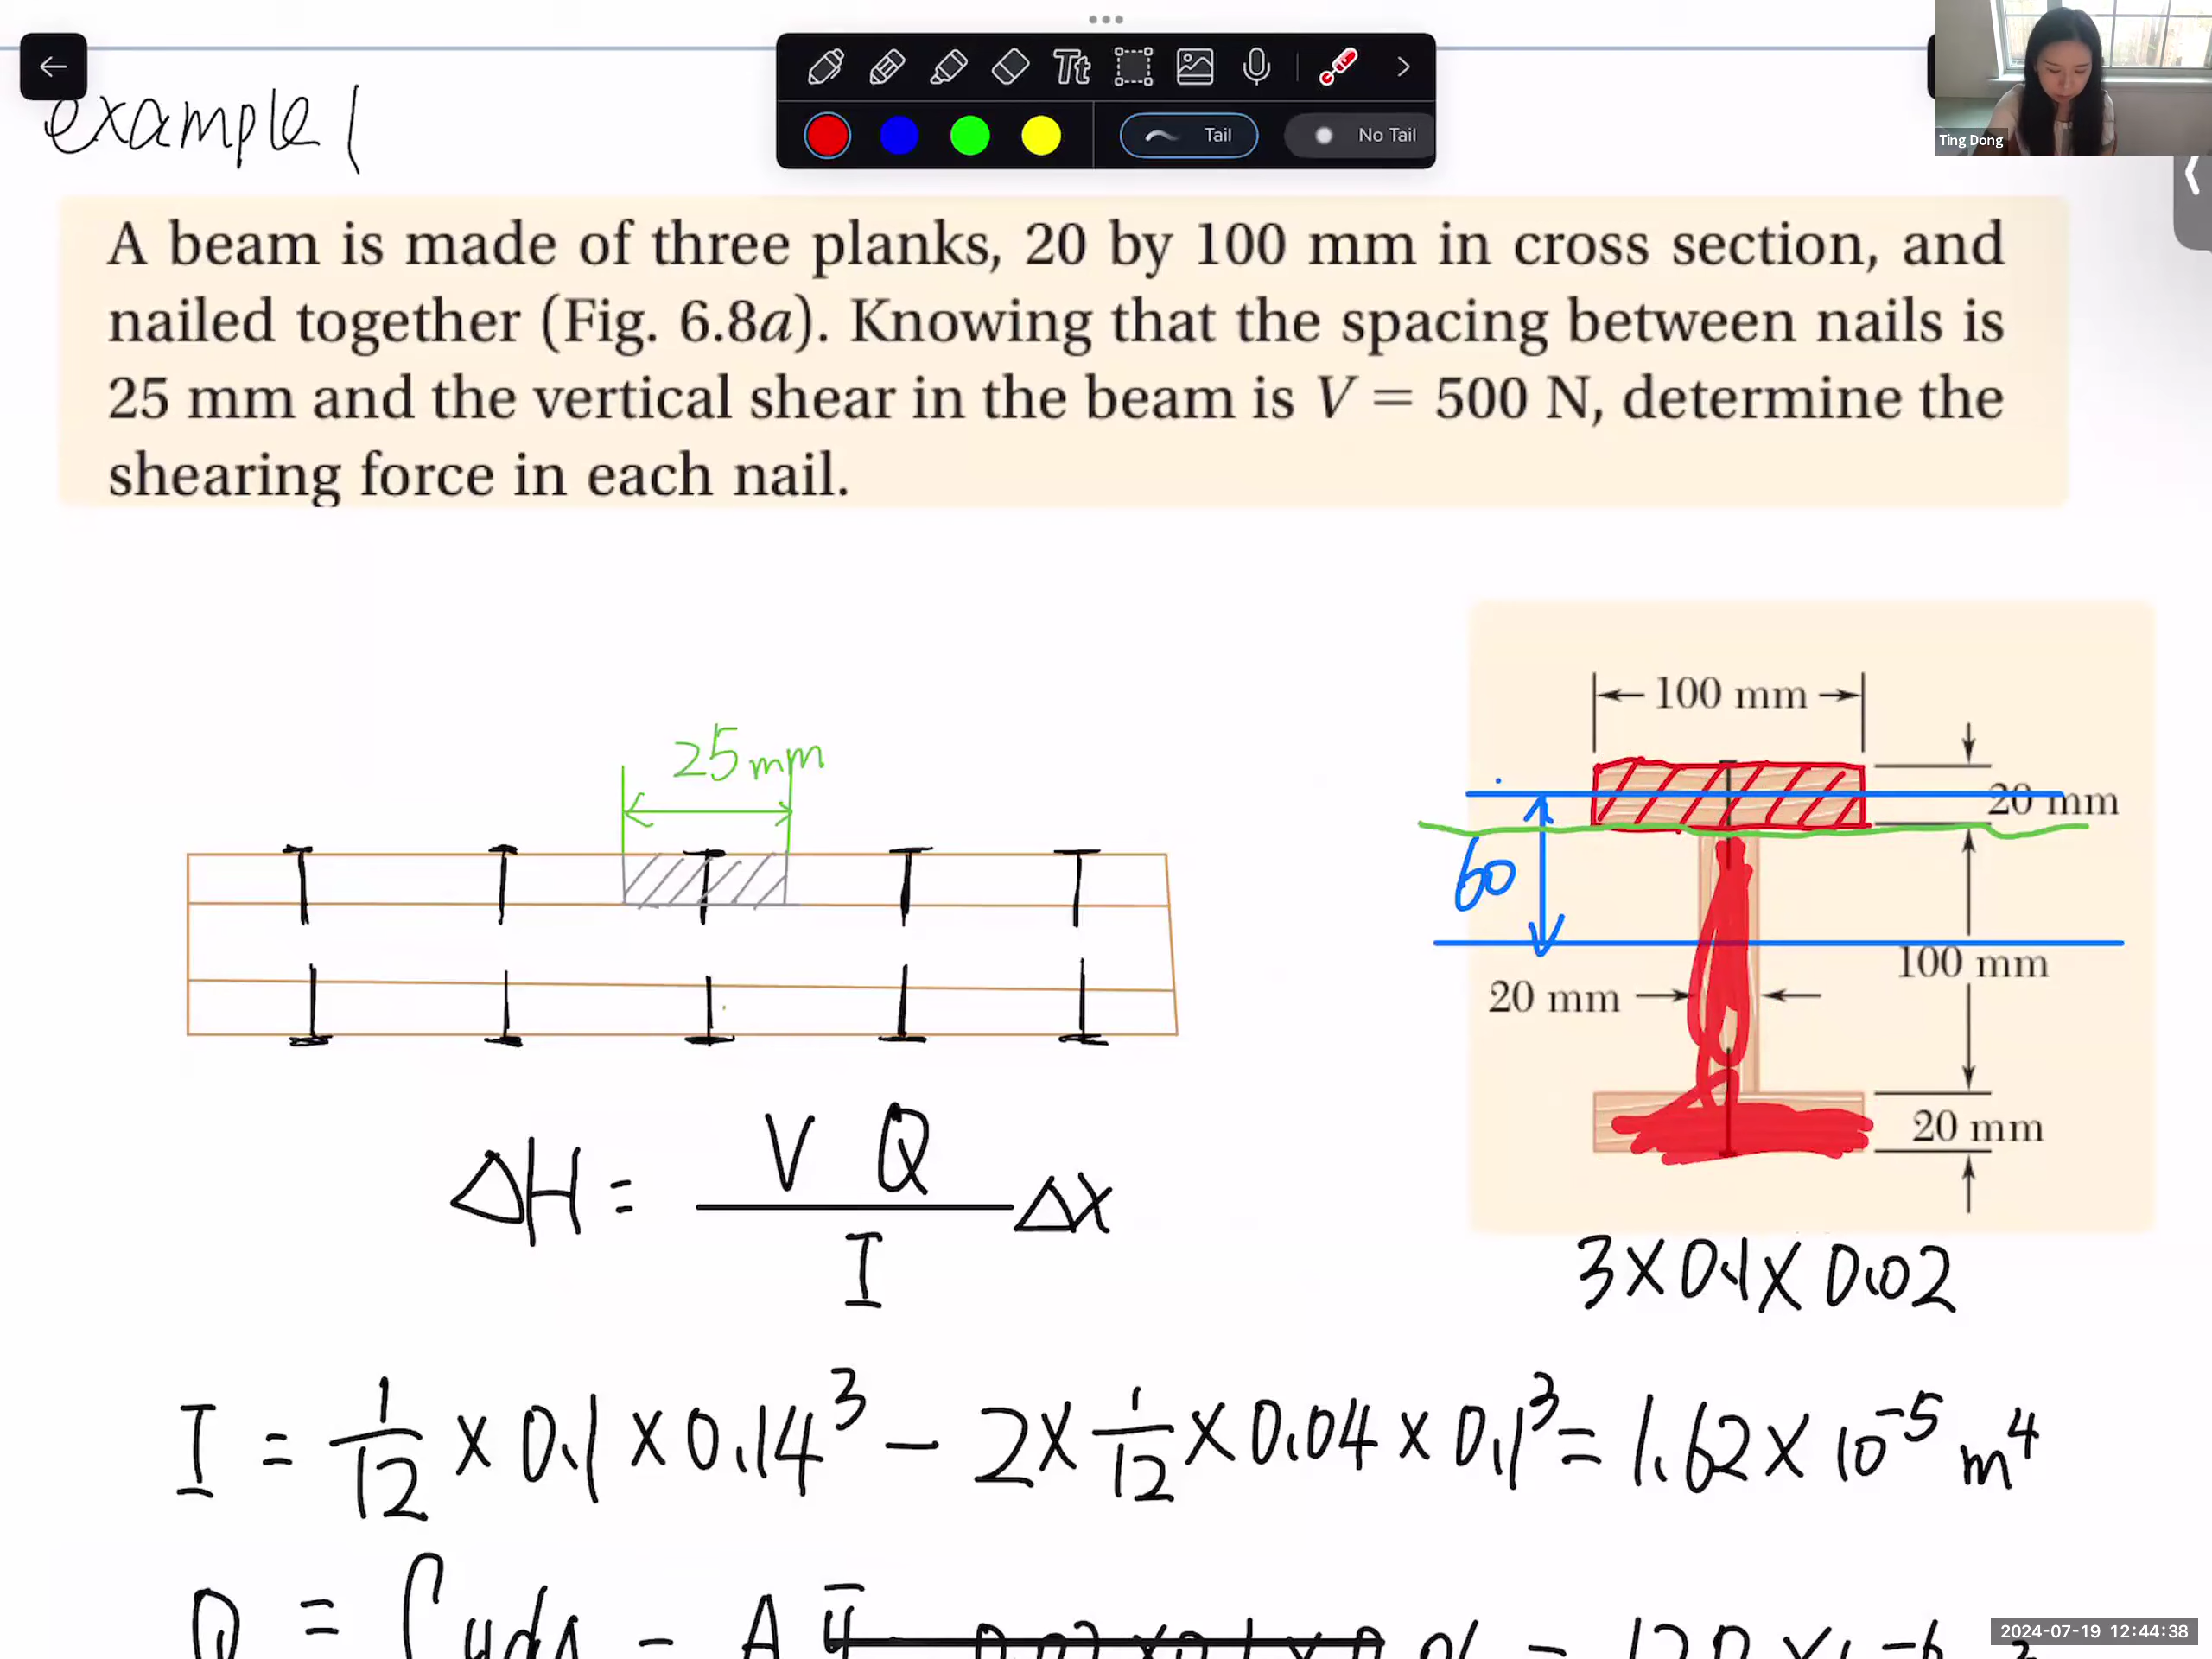 Tt
Tail
No Tail
Ting Dong
example 1
A beam is made of three planks, 20 by 100 mm in cross section, and
nailed together (Fig. 6.8a). Knowing that the spacing between nails is
25 mm and the vertical shear in the beam is V = 500 N, determine the
shearing force in each nail.
100 mm
25mm
20 mm
60
100 mm
20 mm
20 mm
ΔH = V Q / I Δx
3×0.1×0.02
I = 1/12 × 0.1 × 0.14³ − 2× 1/12 ×0.04 × 0.1³ = 1.62×10⁻⁵ m⁴
2024-07-19 12:44:38